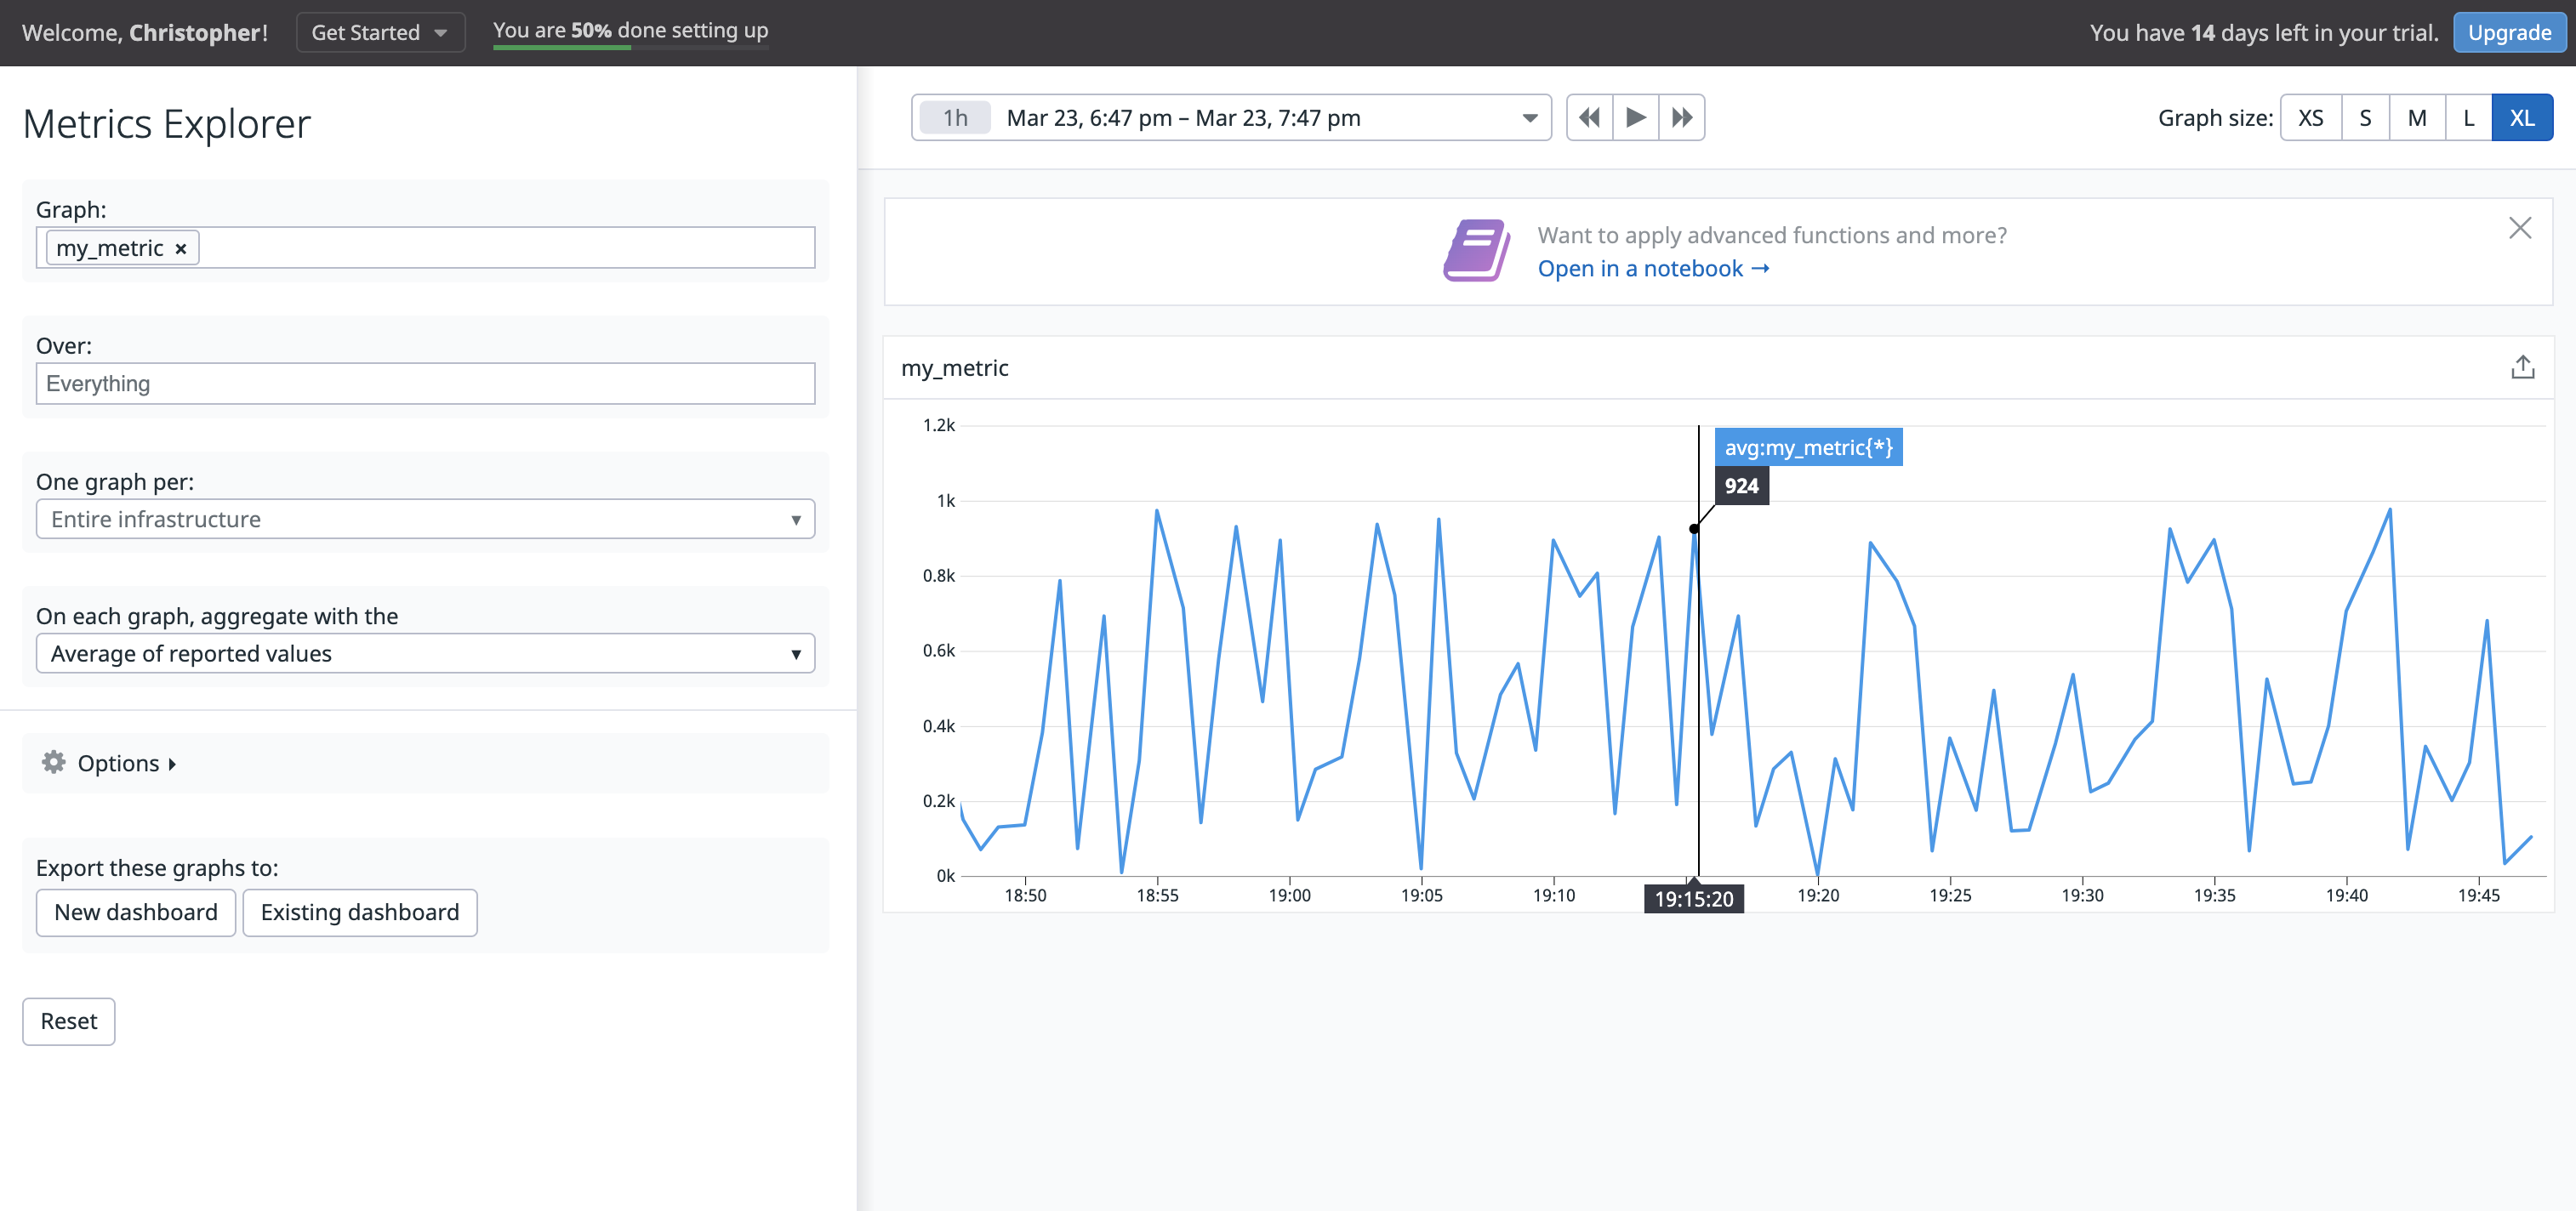 Welcome, Christopher!
Get Started
You are 50% done setting up
You have 14 days left in your trial.
Upgrade
Metrics Explorer
Graph:
my_metric ×
Over:
Everything
One graph per:
Entire infrastructure
On each graph, aggregate with the
Average of reported values
Options
Export these graphs to:
New dashboard
Existing dashboard
Reset
1h
Mar 23, 6:47 pm – Mar 23, 7:47 pm
Graph size:
XS
S
M
L
XL
Want to apply advanced functions and more?
Open in a notebook →
my_metric
1.2k
1k
0.8k
0.6k
0.4k
0.2k
0k
avg:my_metric{*}
924
18:50
18:55
19:00
19:05
19:10
19:15:20
19:20
19:25
19:30
19:35
19:40
19:45